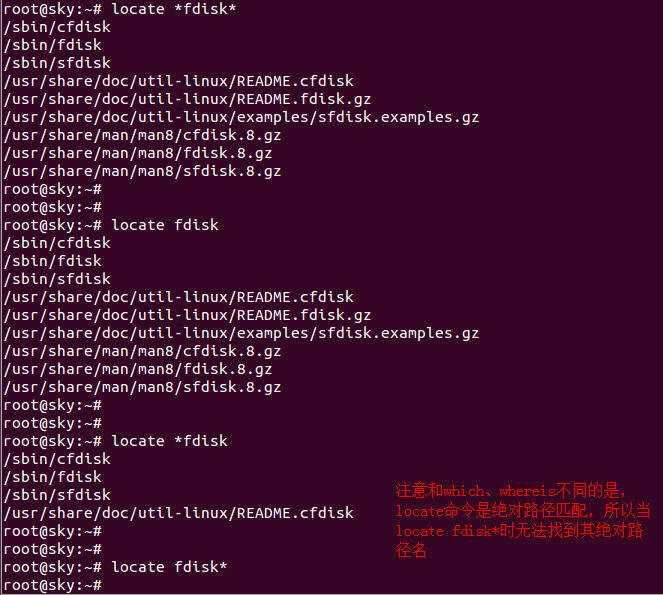 root@sky:~# locate *fdisk*
/sbin/cfdisk
/sbin/fdisk
/sbin/sfdisk
/usr/share/doc/util-linux/README.cfdisk
/usr/share/doc/util-linux/README.fdisk.gz
/usr/share/doc/util-linux/examples/sfdisk.examples.gz
/usr/share/man/man8/cfdisk.8.gz
/usr/share/man/man8/fdisk.8.gz
/usr/share/man/man8/sfdisk.8.gz
root@sky:~#
root@sky:~#
root@sky:~# locate fdisk
/sbin/cfdisk
/sbin/fdisk
/sbin/sfdisk
/usr/share/doc/util-linux/README.cfdisk
/usr/share/doc/util-linux/README.fdisk.gz
/usr/share/doc/util-linux/examples/sfdisk.examples.gz
/usr/share/man/man8/cfdisk.8.gz
/usr/share/man/man8/fdisk.8.gz
/usr/share/man/man8/sfdisk.8.gz
root@sky:~#
root@sky:~#
root@sky:~# locate *fdisk
/sbin/cfdisk
/sbin/fdisk
/sbin/sfdisk
/usr/share/doc/util-linux/README.cfdisk
root@sky:~#
root@sky:~#
root@sky:~# locate fdisk*
root@sky:~#
注意和which、whereis不同的是，
locate命令是绝对路径匹配，所以当
locate fdisk*时无法找到其绝对路
径名